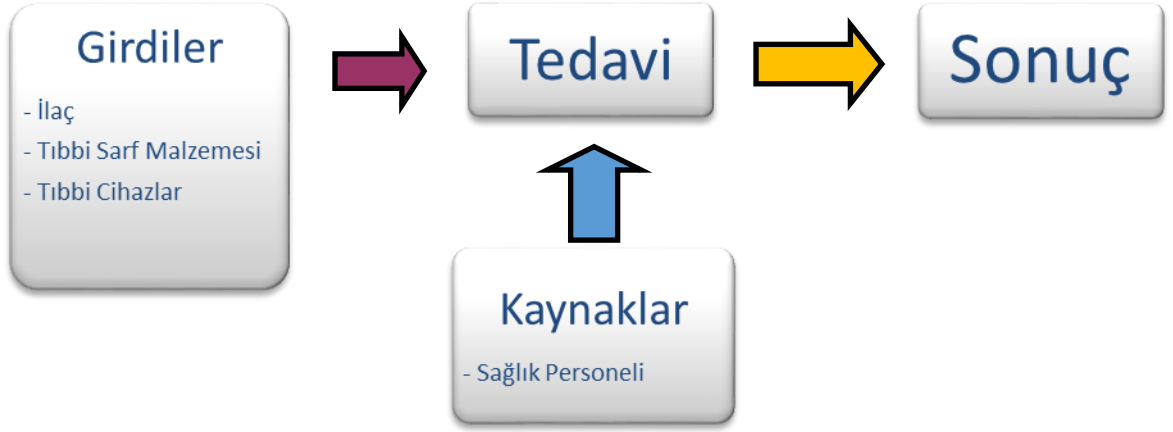 Girdiler
- İlaç
- Tıbbi Sarf Malzemesi
- Tıbbi Cihazlar
Tedavi
Sonuç
Kaynaklar
- Sağlık Personeli